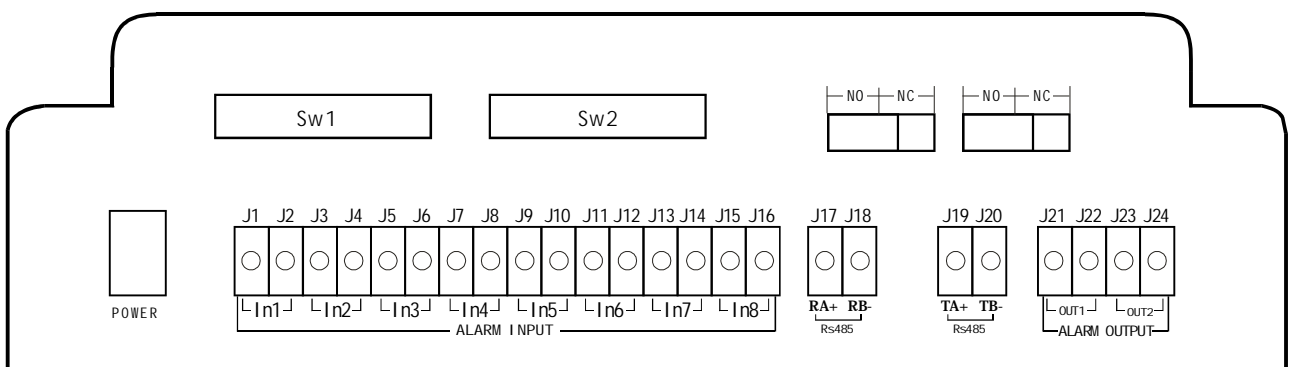 NO NC NO NC
Sw1 Sw2
J1 J2 J3 J4 J5 J6 J7 J8 J9 J10 J11 J12 J13 J14 J15 J16 J17 J18 J19 J20 J21 J22 J23 J24
In1 In2 In3 In4 In5 In6 In7 In8 RA+ RB- TA+ TB- OUT1 OUT2
POWER
ALARM INPUT Rs485 Rs485 ALARM OUTPUT